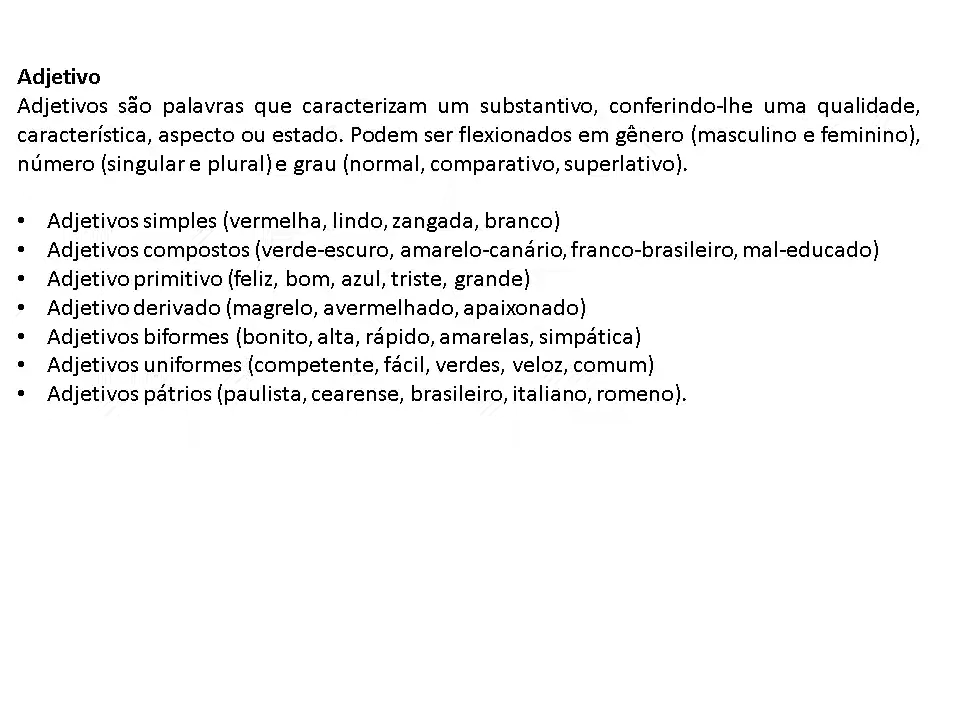 Adjetivo
Adjetivos são palavras que caracterizam um substantivo, conferindo-lhe uma qualidade,
característica, aspecto ou estado. Podem ser flexionados em gênero (masculino e feminino),
número (singular e plural) e grau (normal, comparativo, superlativo).
• Adjetivos simples (vermelha, lindo, zangada, branco)
• Adjetivos compostos (verde-escuro, amarelo-canário, franco-brasileiro, mal-educado)
• Adjetivo primitivo (feliz, bom, azul, triste, grande)
• Adjetivo derivado (magrelo, avermelhado, apaixonado)
• Adjetivos biformes (bonito, alta, rápido, amarelas, simpática)
• Adjetivos uniformes (competente, fácil, verdes, veloz, comum)
• Adjetivos pátrios (paulista, cearense, brasileiro, italiano, romeno).